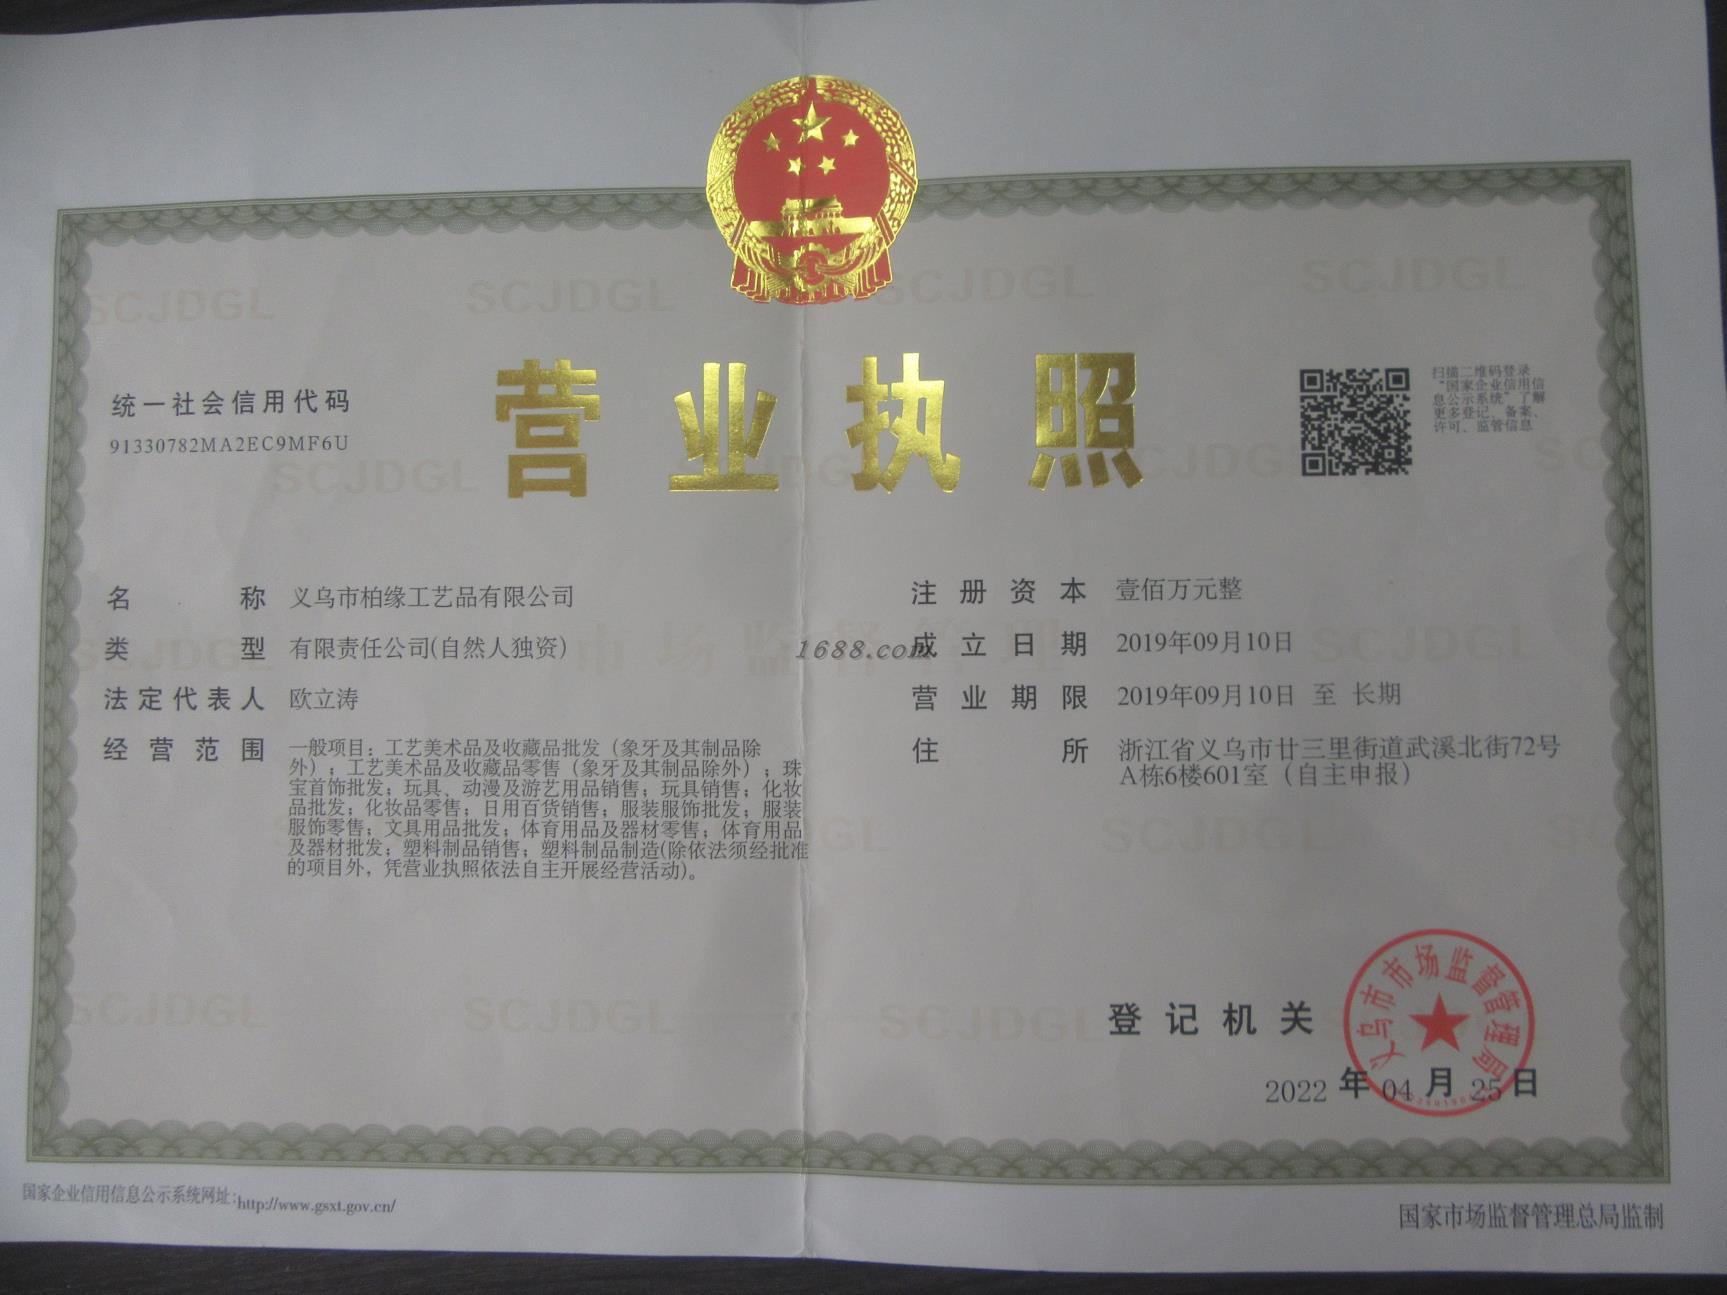 营业执照
统一社会信用代码
91330782MA2EC9MF6U
扫描二维码登录
“国家企业信用信
息公示系统”了解
更多登记、备案、
许可、监管信息
名称 义乌市柏缘工艺品有限公司
类型 有限责任公司(自然人独资)
法定代表人 欧立涛
经营范围 一般项目：工艺美术品及收藏品批发（象牙及其制品除
外）；工艺美术品及收藏品零售（象牙及其制品除外）；珠
宝首饰批发；玩具、动漫及游艺用品销售；玩具销售；化妆
品批发；化妆品零售；日用百货销售；服装服饰批发；服装
服饰零售；文具用品批发；体育用品及器材零售；体育用品
及器材批发；塑料制品销售；塑料制品制造(除依法须经批准
的项目外，凭营业执照依法自主开展经营活动)。
1688.com
注册资本 壹佰万元整
成立日期 2019年09月10日
营业期限 2019年09月10日 至 长期
住所 浙江省义乌市廿三里街道武溪北街72号
A栋6楼601室（自主申报）
登记机关
义乌市市场监督管理局
2022 年 04 月 25 日
国家企业信用信息公示系统网址:http://www.gsxt.gov.cn/
国家市场监督管理总局监制
SCJDGL
市场监督管理